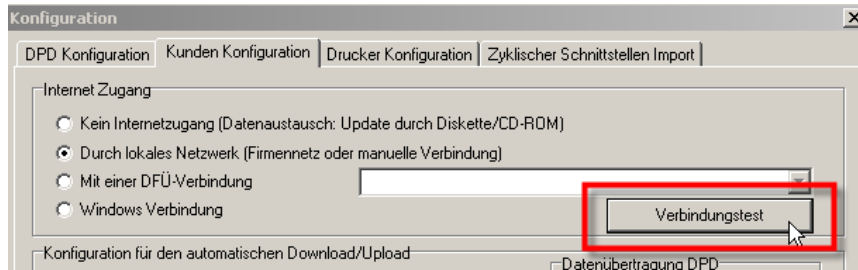 Konfiguration
DPD Konfiguration Kunden Konfiguration Drucker Konfiguration Zyklischer Schnittstellen Import
Internet Zugang
Kein Internetzugang (Datenaustausch: Update durch Diskette/CD-ROM)
Durch lokales Netzwerk (Firmennetz oder manuelle Verbindung)
Mit einer DFÜ-Verbindung
Windows Verbindung Verbindungstest
Konfiguration für den automatischen Download/Upload Datenübertragung DPD